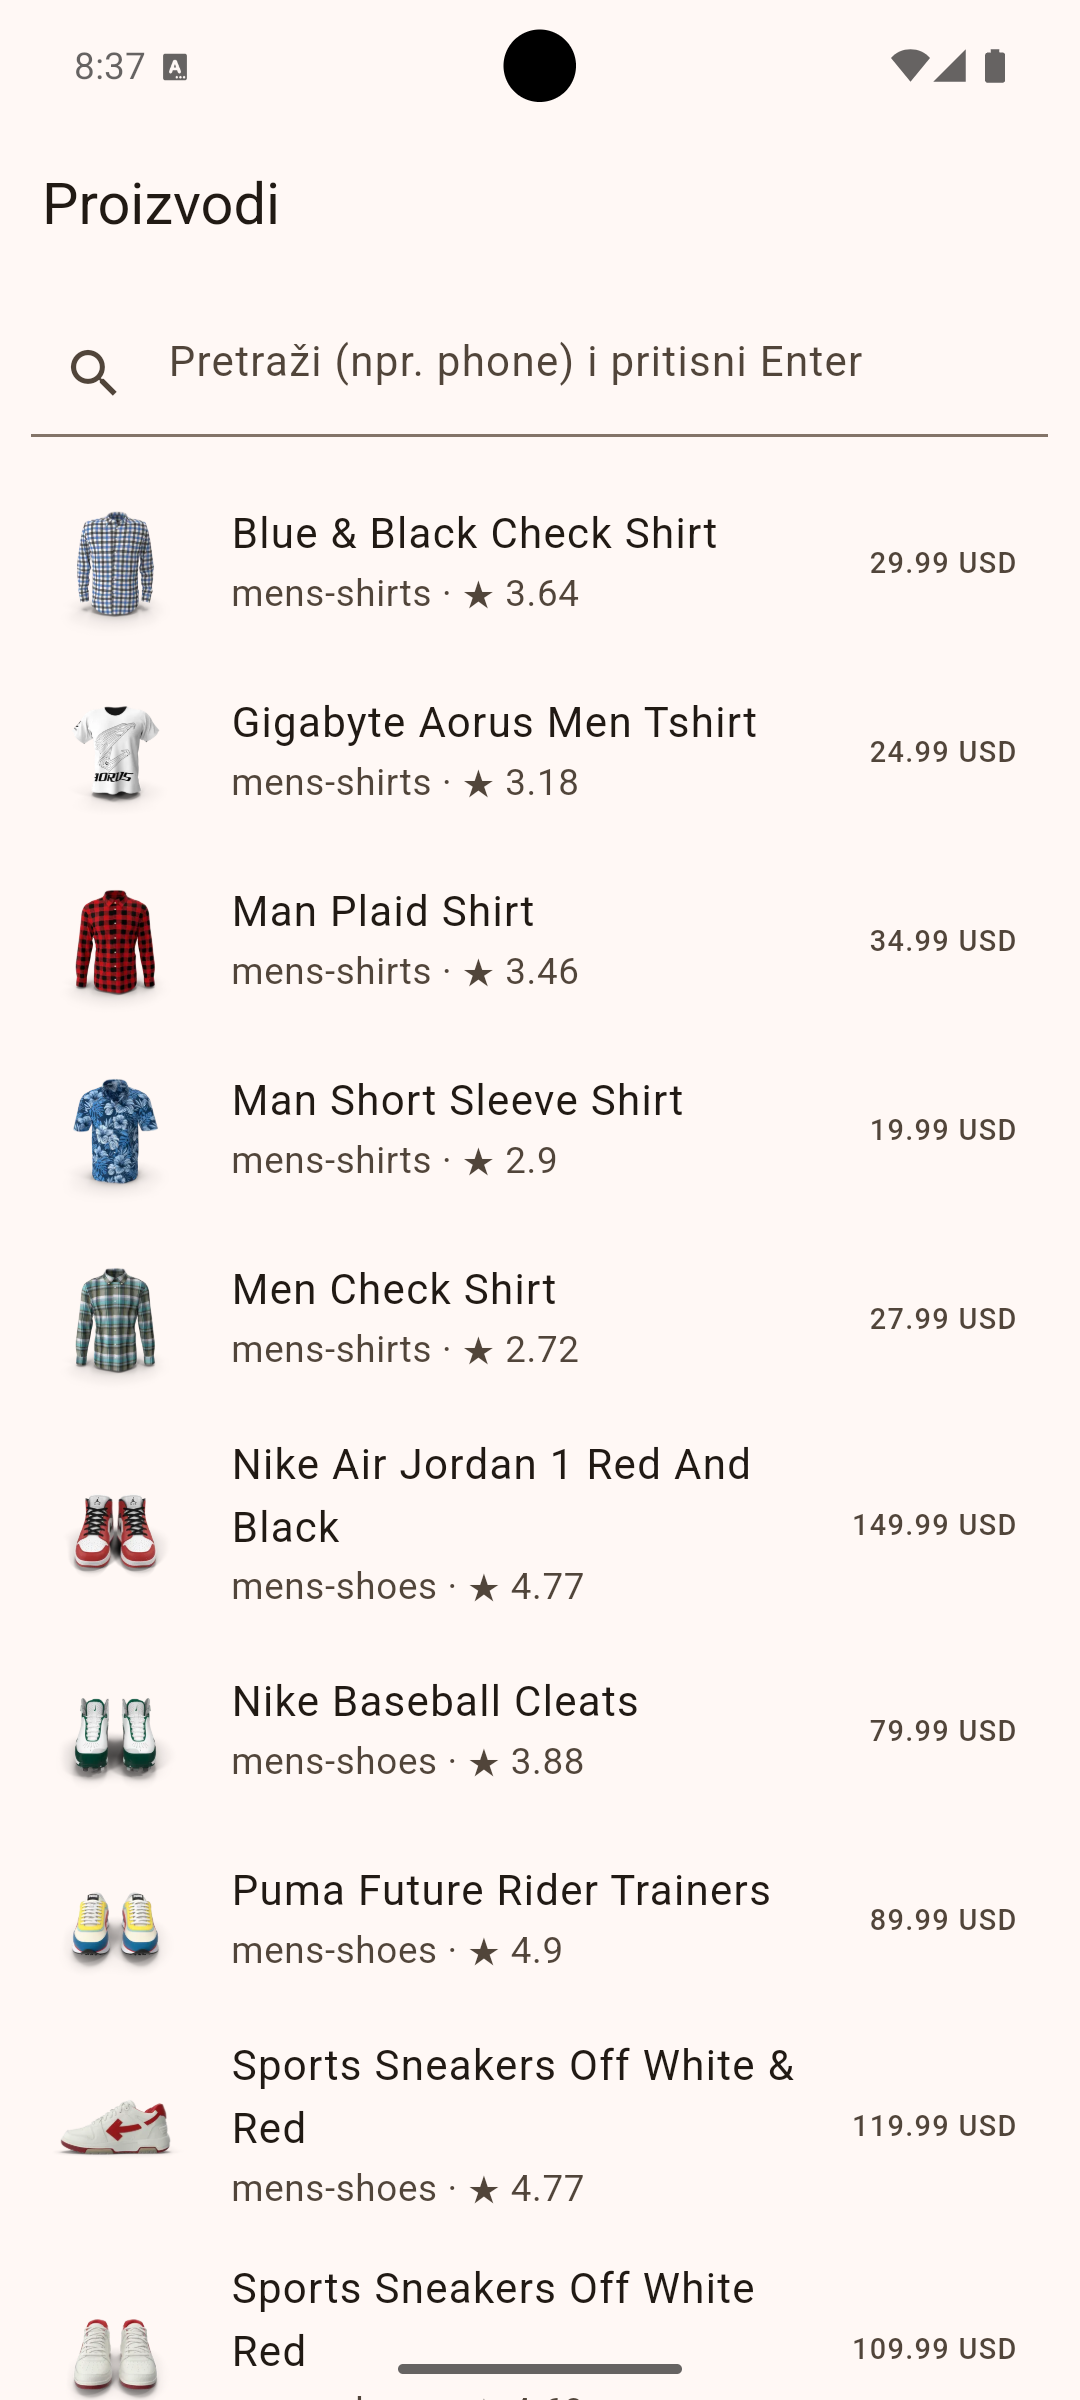 8:37
Proizvodi
Pretraži (npr. phone) i pritisni Enter
Blue & Black Check Shirt
mens-shirts · ★ 3.64
29.99 USD
Gigabyte Aorus Men Tshirt
mens-shirts · ★ 3.18
24.99 USD
Man Plaid Shirt
mens-shirts · ★ 3.46
34.99 USD
Man Short Sleeve Shirt
mens-shirts · ★ 2.9
19.99 USD
Men Check Shirt
mens-shirts · ★ 2.72
27.99 USD
Nike Air Jordan 1 Red And
Black
mens-shoes · ★ 4.77
149.99 USD
Nike Baseball Cleats
mens-shoes · ★ 3.88
79.99 USD
Puma Future Rider Trainers
mens-shoes · ★ 4.9
89.99 USD
Sports Sneakers Off White &
Red
mens-shoes · ★ 4.77
119.99 USD
Sports Sneakers Off White
Red
109.99 USD